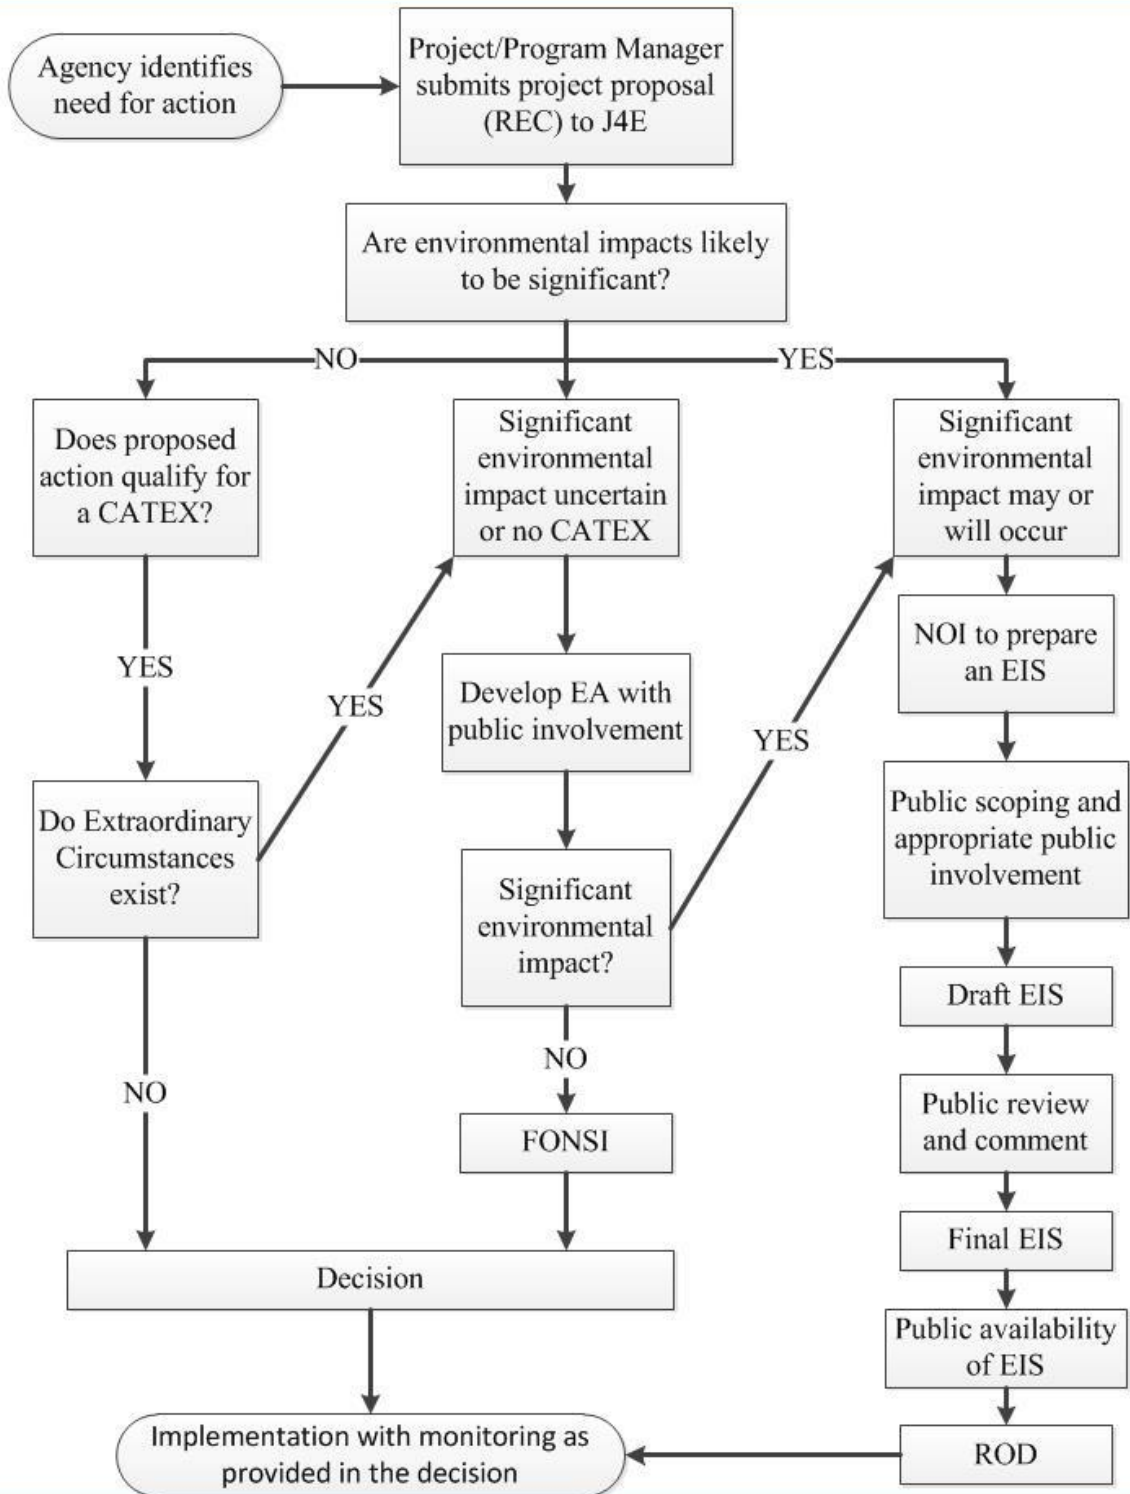 Agency identifies
need for action
Project/Program Manager
submits project proposal
(REC) to J4E
Are environmental impacts likely
to be significant?
NO
YES
Does proposed
action qualify for
a CATEX?
Significant
environmental
impact uncertain
or no CATEX
Significant
environmental
impact may or
will occur
YES
YES
YES
Do Extraordinary
Circumstances
exist?
NO
Develop EA with
public involvement
Significant
environmental
impact?
NO
FONSI
NOI to prepare
an EIS
Public scoping and
appropriate public
involvement
Draft EIS
Public review
and comment
Final EIS
Public availability
of EIS
ROD
Decision
Implementation with monitoring as
provided in the decision